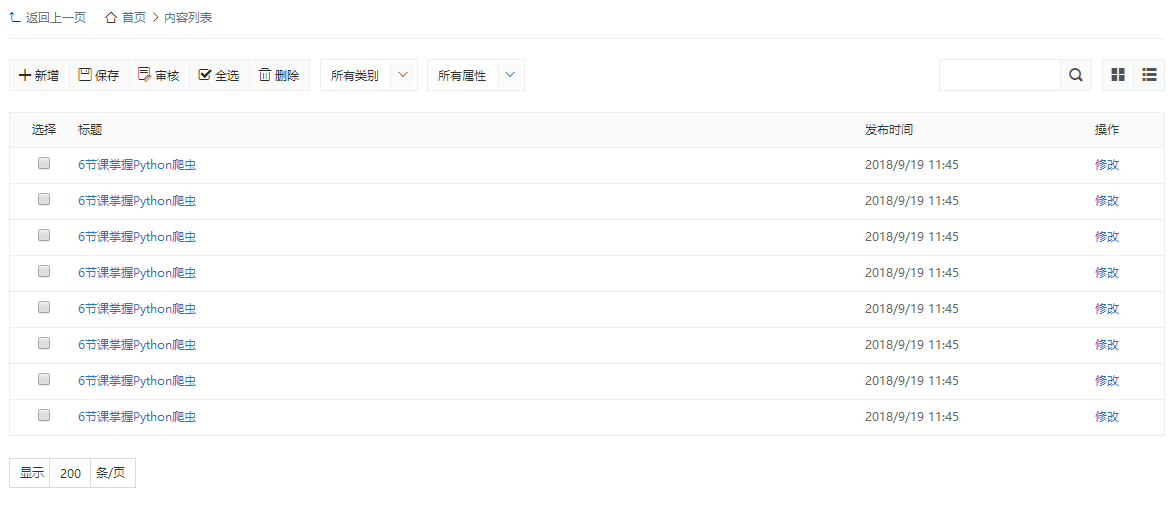 返回上一页 首页 内容列表
新增 保存 审核 全选 删除 所有类别 所有属性
选择 标题 发布时间 操作
6节课掌握Python爬虫 2018/9/19 11:45 修改
6节课掌握Python爬虫 2018/9/19 11:45 修改
6节课掌握Python爬虫 2018/9/19 11:45 修改
6节课掌握Python爬虫 2018/9/19 11:45 修改
6节课掌握Python爬虫 2018/9/19 11:45 修改
6节课掌握Python爬虫 2018/9/19 11:45 修改
6节课掌握Python爬虫 2018/9/19 11:45 修改
6节课掌握Python爬虫 2018/9/19 11:45 修改
显示 200 条/页